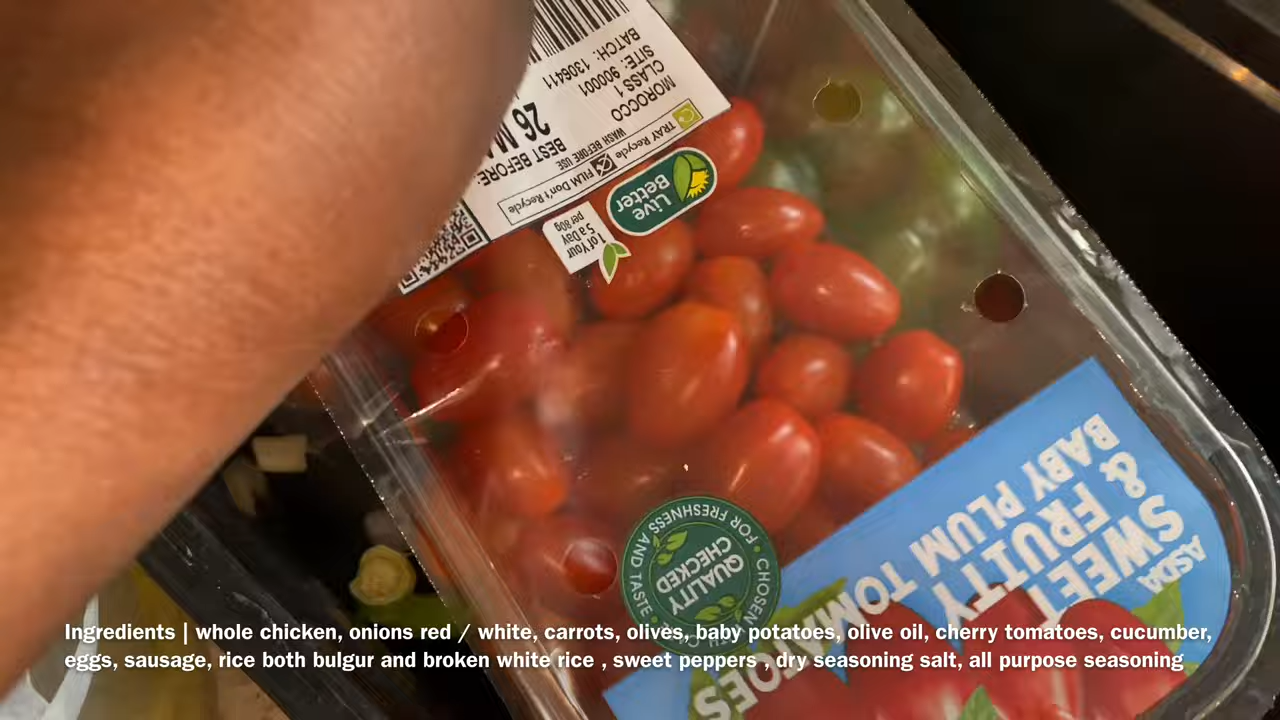 BATCH: 1306411
SITE: 900001
CLASS 1
MOROCCO
BEST BEFORE:
26
WASH BEFORE USE
TRAY Recycle
FILM Don't Recycle
Live
Better
1 of Your
5 a Day
per 80g
QUALITY
CHECKED
CHOSEN
FOR FRESHNESS
AND TASTE
ASDA
SWEET
& FRUITY
BABY PLUM TOMATOES
Ingredients | whole chicken, onions red / white, carrots, olives, baby potatoes, olive oil, cherry tomatoes, cucumber,
eggs, sausage, rice both bulgur and broken white rice , sweet peppers , dry seasoning salt, all purpose seasoning